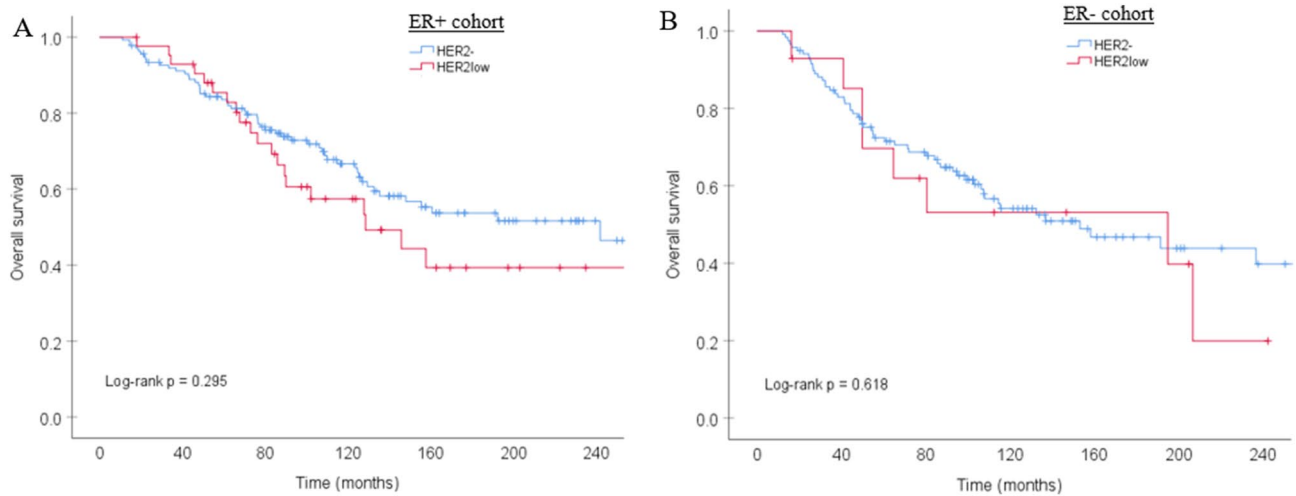 A
ER+ cohort
HER2-
HER2low
1.0
0.8
0.6
0.4
0.2
0.0
Overall survival
Log-rank p = 0.295
0 40 80 120 160 200 240
Time (months)
B
ER- cohort
HER2-
HER2low
1.0
0.8
0.6
0.4
0.2
0.0
Overall survival
Log-rank p = 0.618
0 40 80 120 160 200 240
Time (months)